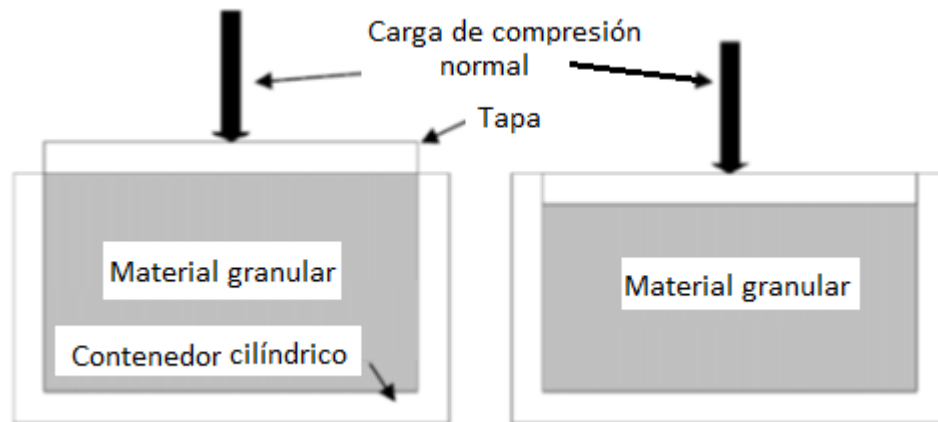 Carga de compresión
normal
Tapa
Material granular
Material granular
Contenedor cilíndrico